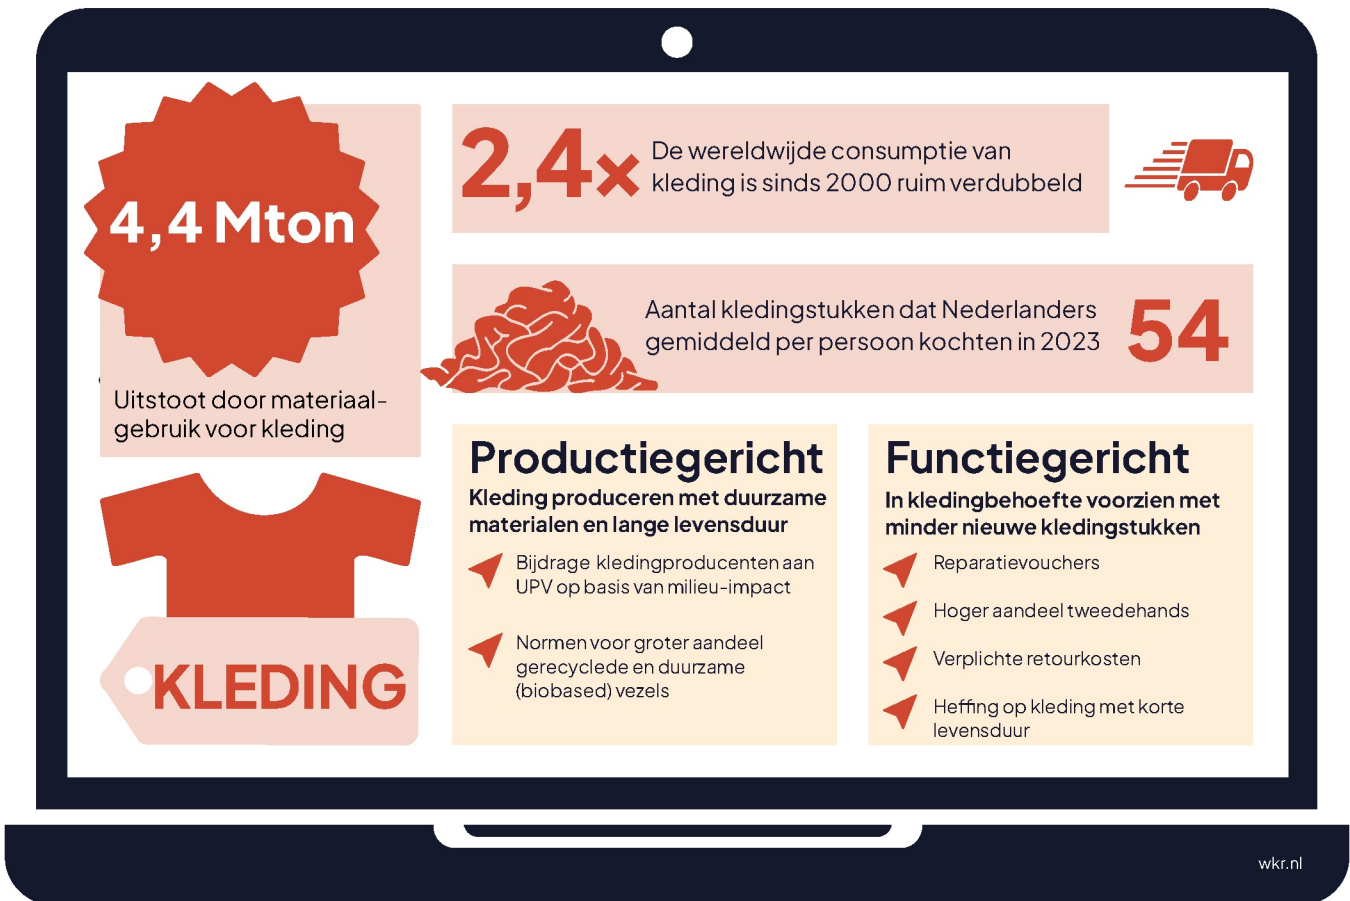 4,4 Mton
Uitstoot door materiaal-
gebruik voor kleding
KLEDING
2,4×
De wereldwijde consumptie van
kleding is sinds 2000 ruim verdubbeld
Aantal kledingstukken dat Nederlanders
gemiddeld per persoon kochten in 2023
54
Productiegericht
Kleding produceren met duurzame
materialen en lange levensduur
Bijdrage kledingproducenten aan
UPV op basis van milieu-impact
Normen voor groter aandeel
gerecyclede en duurzame
(biobased) vezels
Functiegericht
In kledingbehoefte voorzien met
minder nieuwe kledingstukken
Reparatievouchers
Hoger aandeel tweedehands
Verplichte retourkosten
Heffing op kleding met korte
levensduur
wkr.nl